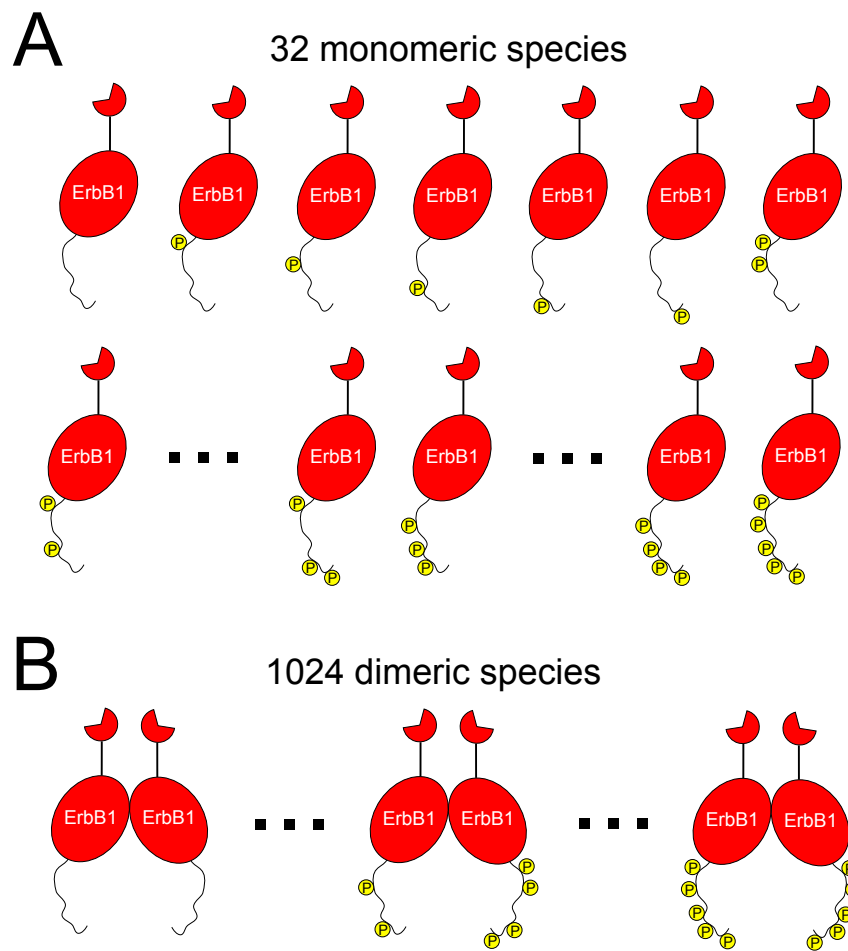 A
32 monomeric species
ErbB1 ErbB1 ErbB1 ErbB1 ErbB1 ErbB1 ErbB1
P P
P P
P
P
P
ErbB1 ErbB1 ErbB1 ErbB1 ErbB1
P P P
P P P
P P P P
P P P P
P P P
B
1024 dimeric species
ErbB1 ErbB1 ErbB1 ErbB1 ErbB1 ErbB1
P P P
P P P
P P
P P P P
P P P